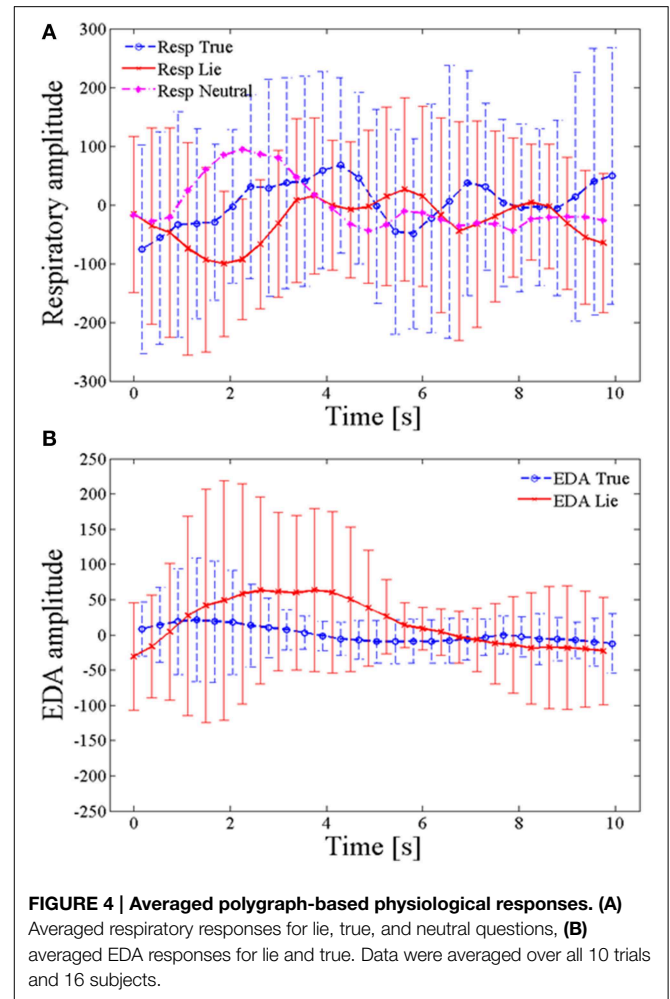 A
300
200
100
0
-100
-200
-300
Respiratory amplitude
Resp True
Resp Lie
Resp Neutral
0 2 4 6 8 10
Time [s]
B
250
200
150
100
50
0
-50
-100
-150
-200
-250
EDA amplitude
EDA True
EDA Lie
0 2 4 6 8 10
Time [s]
FIGURE 4 | Averaged polygraph-based physiological responses. (A)
Averaged respiratory responses for lie, true, and neutral questions, (B)
averaged EDA responses for lie and true. Data were averaged over all 10 trials
and 16 subjects.